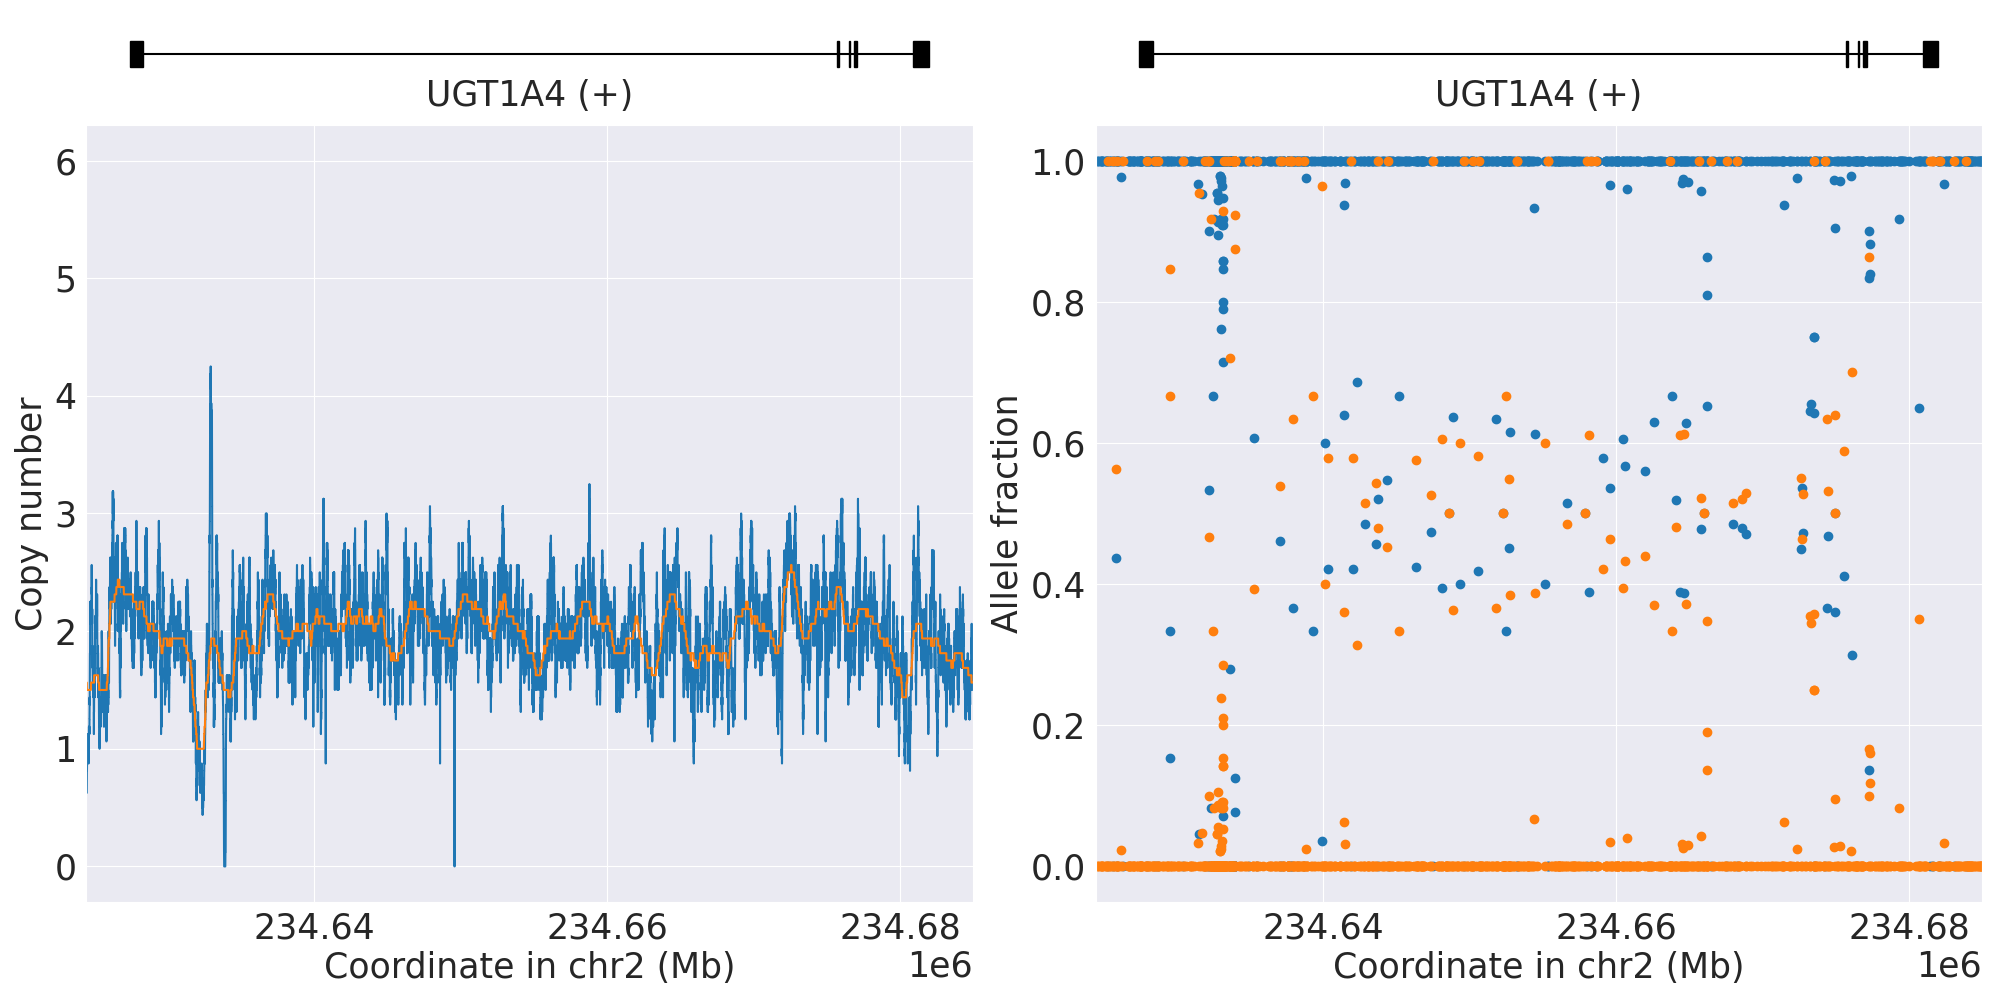 UGT1A4 (+)
6
5
4
3
2
1
0
Copy number
234.64
234.66
234.68
1e6
Coordinate in chr2 (Mb)
UGT1A4 (+)
1.0
0.8
0.6
0.4
0.2
0.0
Allele fraction
234.64
234.66
234.68
1e6
Coordinate in chr2 (Mb)